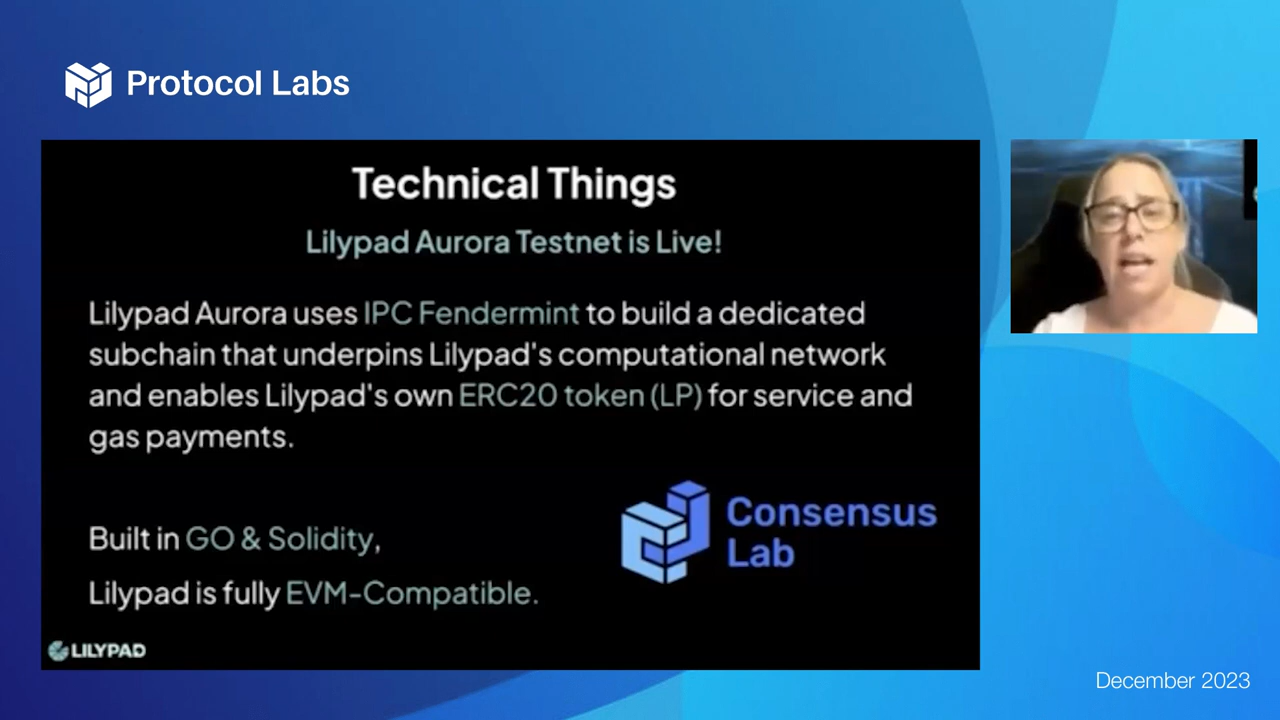 Protocol Labs
Technical Things
Lilypad Aurora Testnet is Live!
Lilypad Aurora uses IPC Fendermint to build a dedicated
subchain that underpins Lilypad's computational network
and enables Lilypad's own ERC20 token (LP) for service and
gas payments.
Built in GO & Solidity,
Lilypad is fully EVM-Compatible.
Consensus
Lab
LILYPAD
December 2023